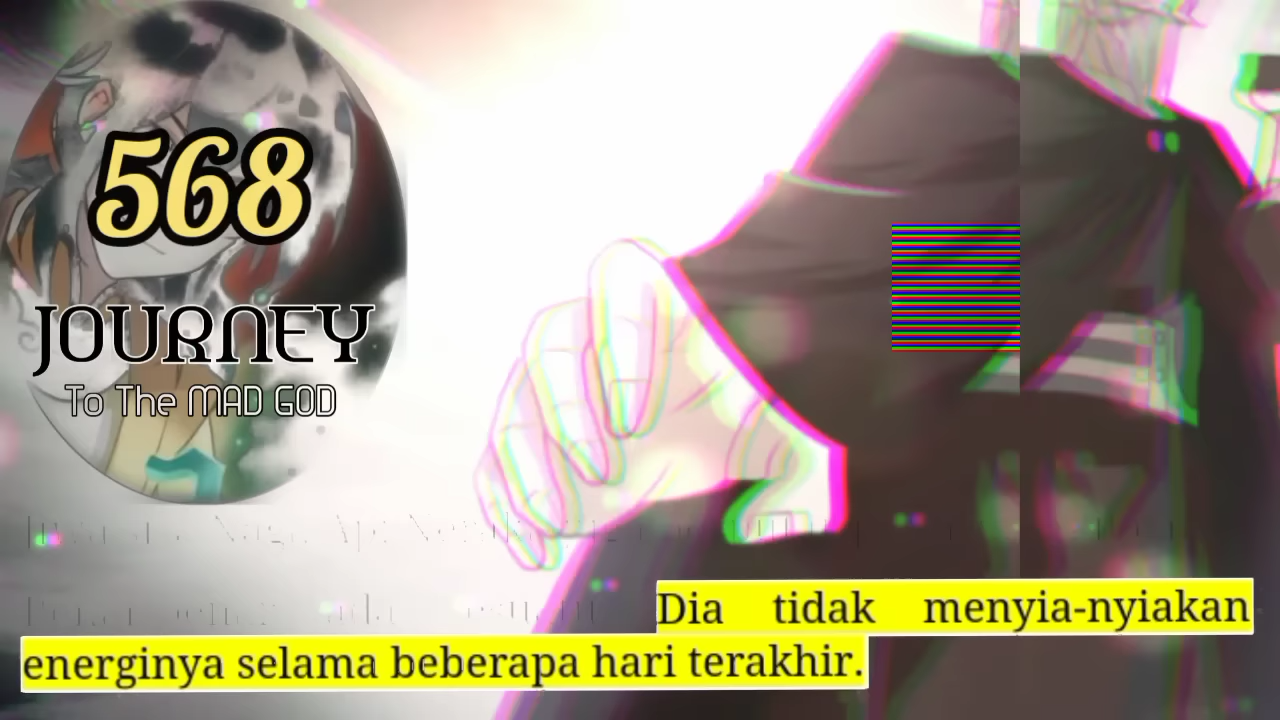 568
JOURNEY
To The MAD GOD
Dia tidak menyia-nyiakan
energinya selama beberapa hari terakhir.